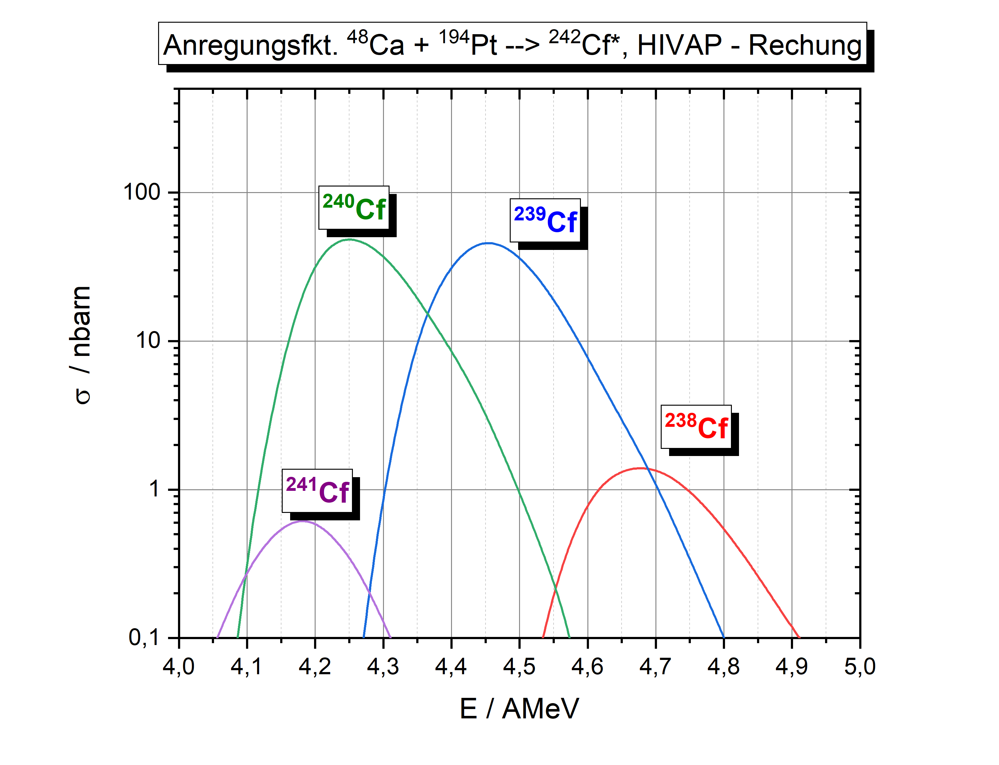 Anregungsfkt. ⁴⁸Ca + ¹⁹⁴Pt --> ²⁴²Cf*, HIVAP - Rechung
100
10
1
0,1
σ / nbarn
²⁴⁰Cf
²³⁹Cf
²³⁸Cf
²⁴¹Cf
4,0 4,1 4,2 4,3 4,4 4,5 4,6 4,7 4,8 4,9 5,0
E / AMeV